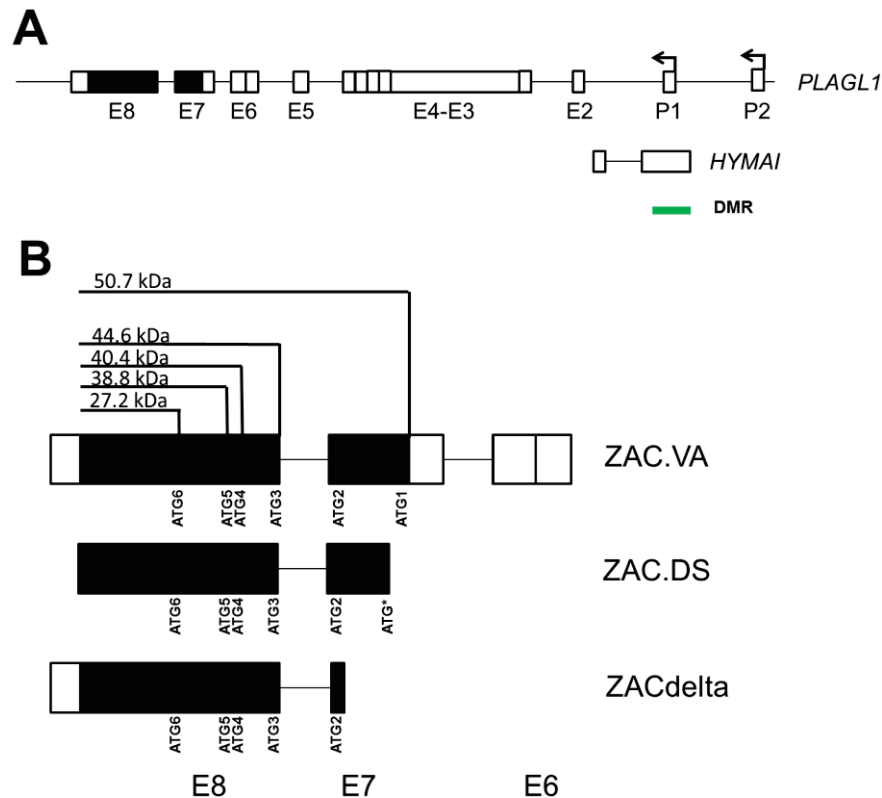 A
PLAGL1
E8 E7 E6 E5 E4-E3 E2 P1 P2
HYMAI
DMR
B
50.7 kDa
44.6 kDa
40.4 kDa
38.8 kDa
27.2 kDa
ZAC.VA
ATG6 ATG5 ATG4 ATG3 ATG2 ATG1
ZAC.DS
ATG6 ATG5 ATG4 ATG3 ATG2 ATG*
ZACdelta
ATG6 ATG5 ATG4 ATG3 ATG2
E8 E7 E6